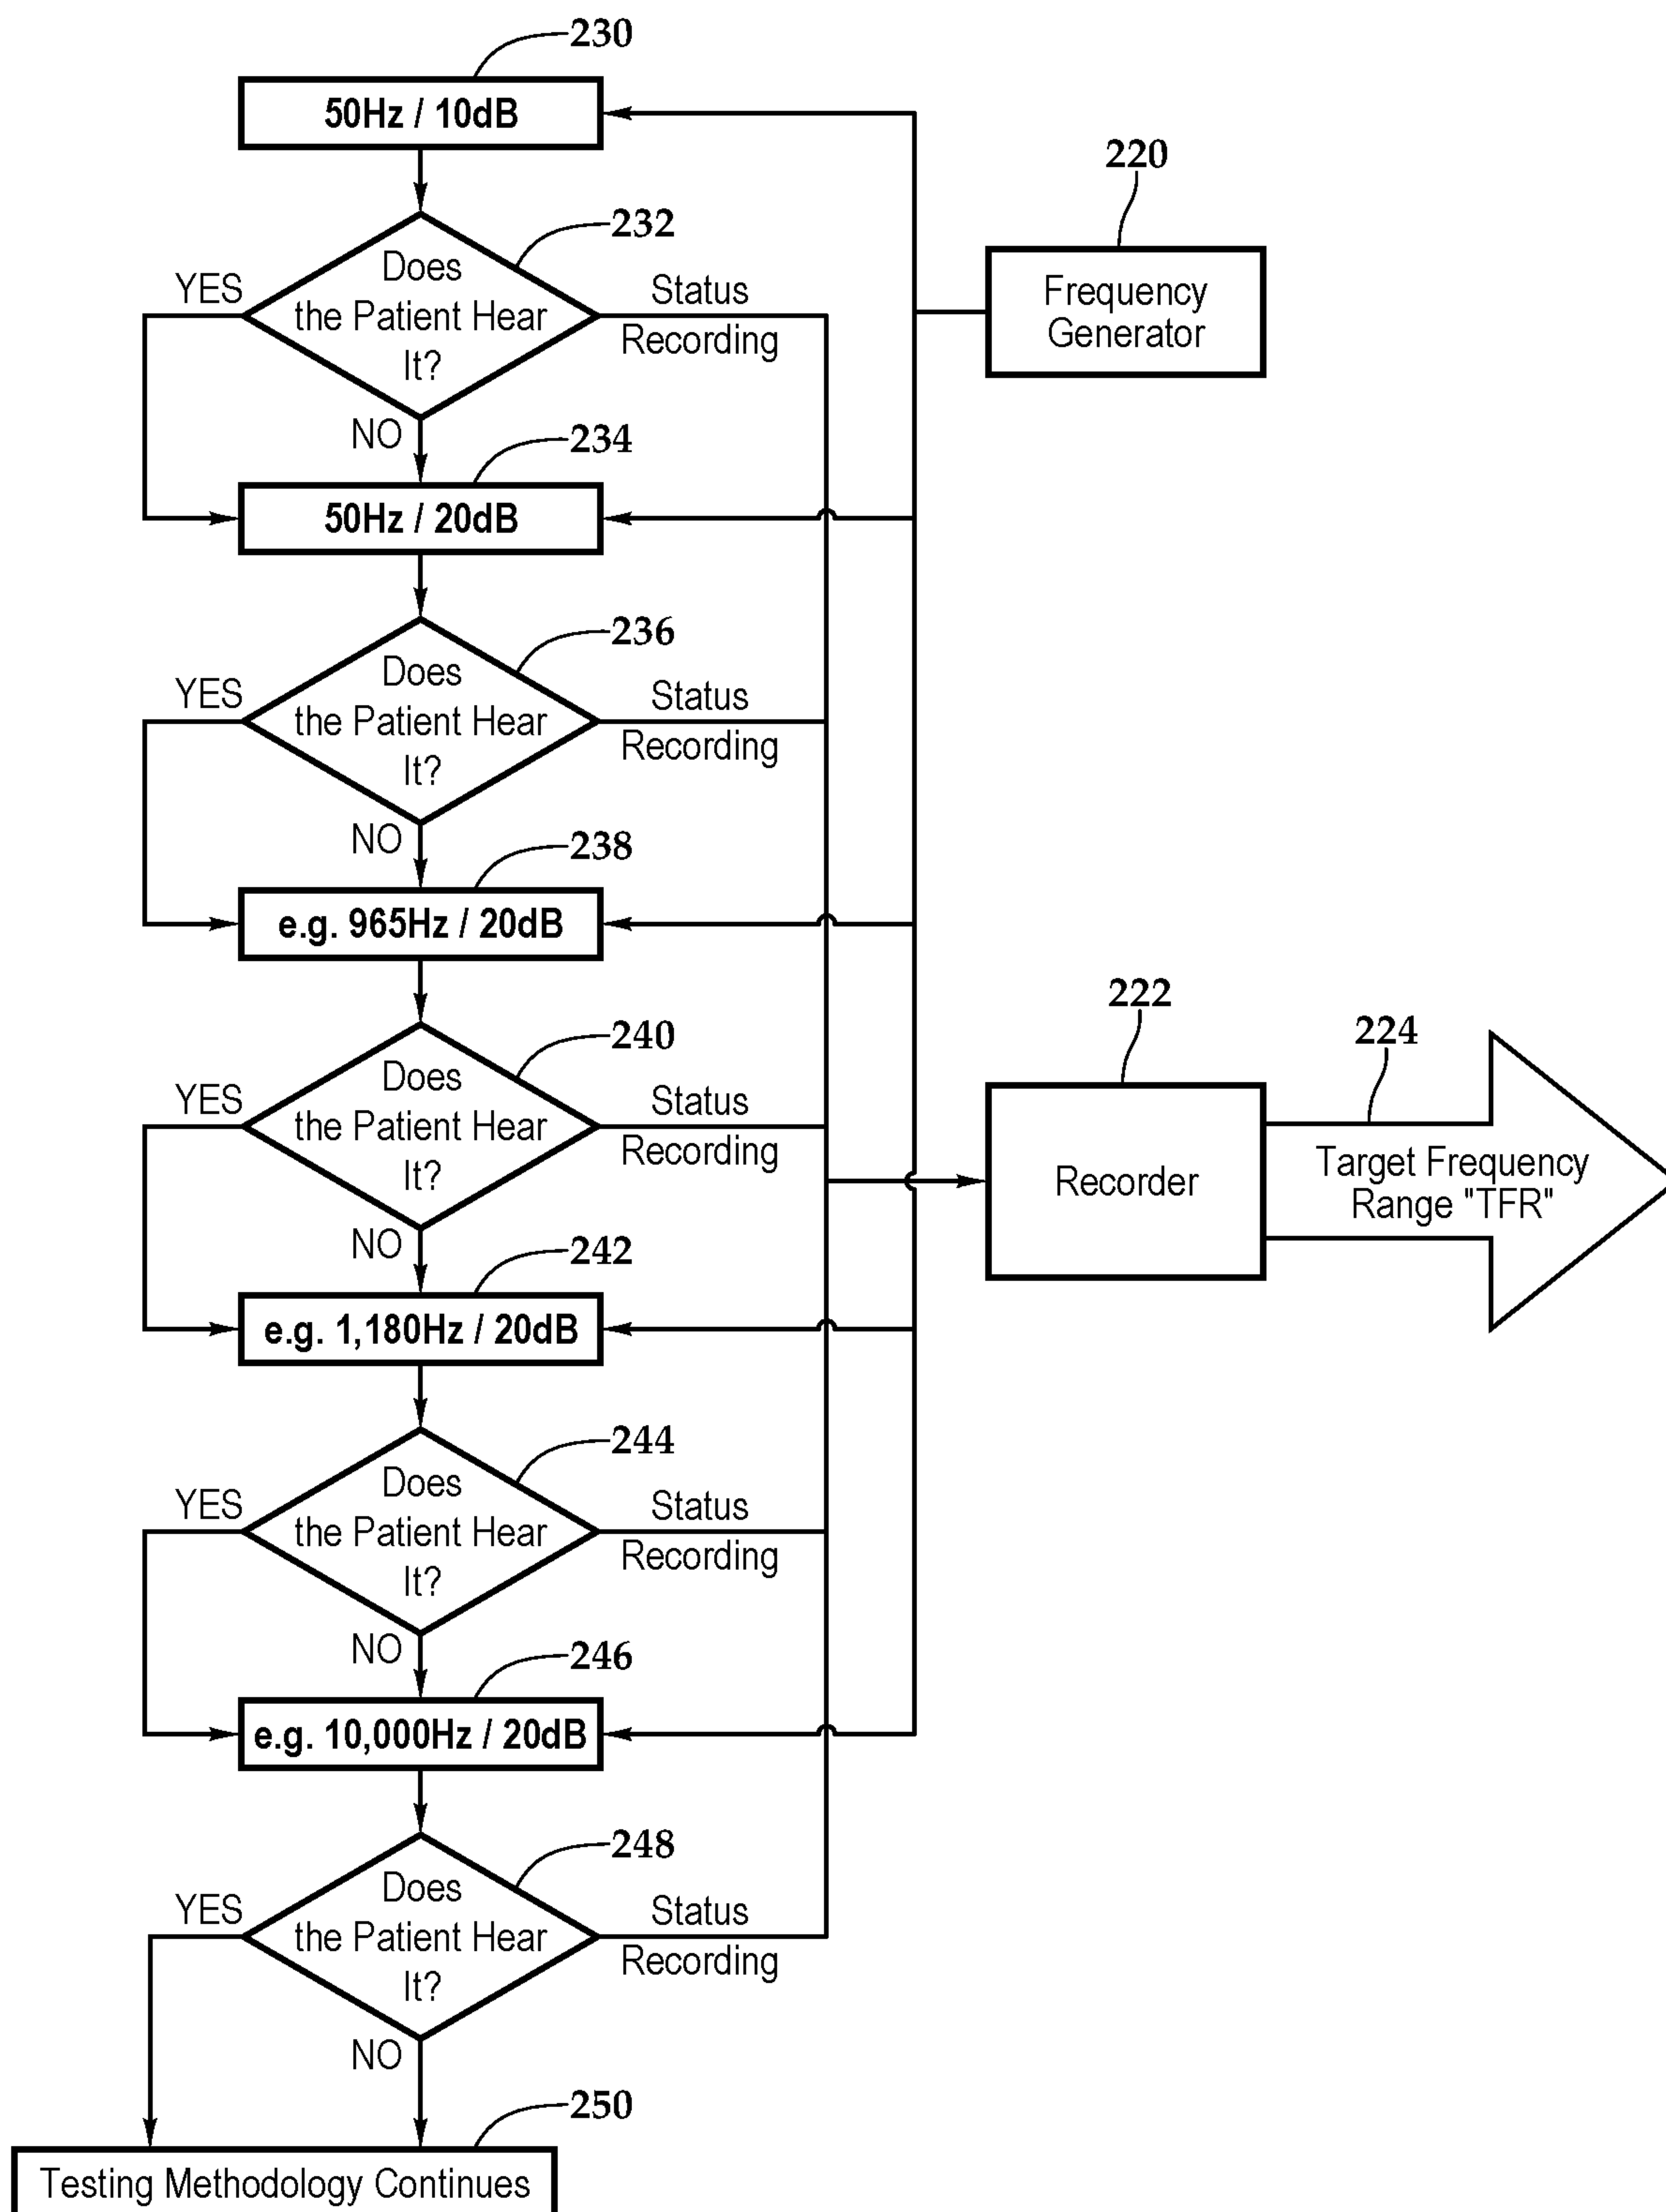 230
50Hz / 10dB
220
232
Does
the Patient Hear
It?
YES
Status
Recording
Frequency
Generator
NO
234
50Hz / 20dB
236
Does
the Patient Hear
It?
YES
Status
Recording
NO
238
e.g. 965Hz / 20dB
222
224
240
Does
the Patient Hear
It?
YES
Status
Recording
Recorder
Target Frequency
Range "TFR"
NO
242
e.g. 1,180Hz / 20dB
244
Does
the Patient Hear
It?
YES
Status
Recording
NO
246
e.g. 10,000Hz / 20dB
248
Does
the Patient Hear
It?
YES
Status
Recording
NO
250
Testing Methodology Continues